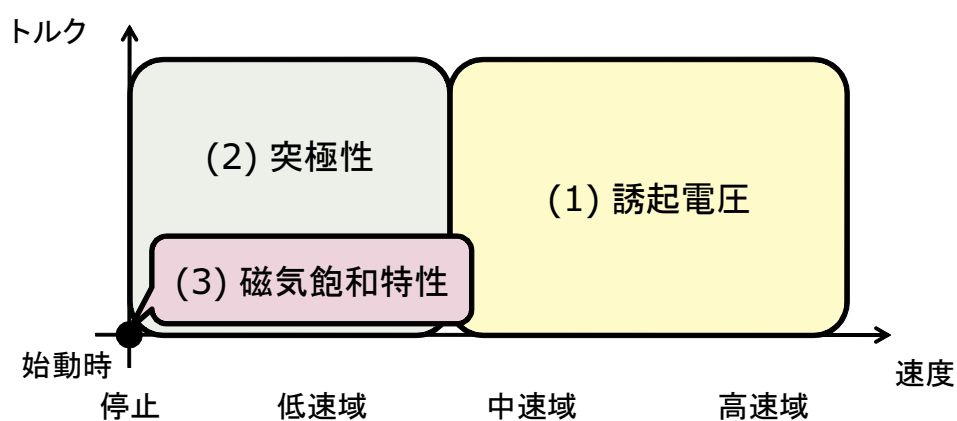 トルク
(2) 突極性
(1) 誘起電圧
(3) 磁気飽和特性
始動時
速度
停止
低速域
中速域
高速域